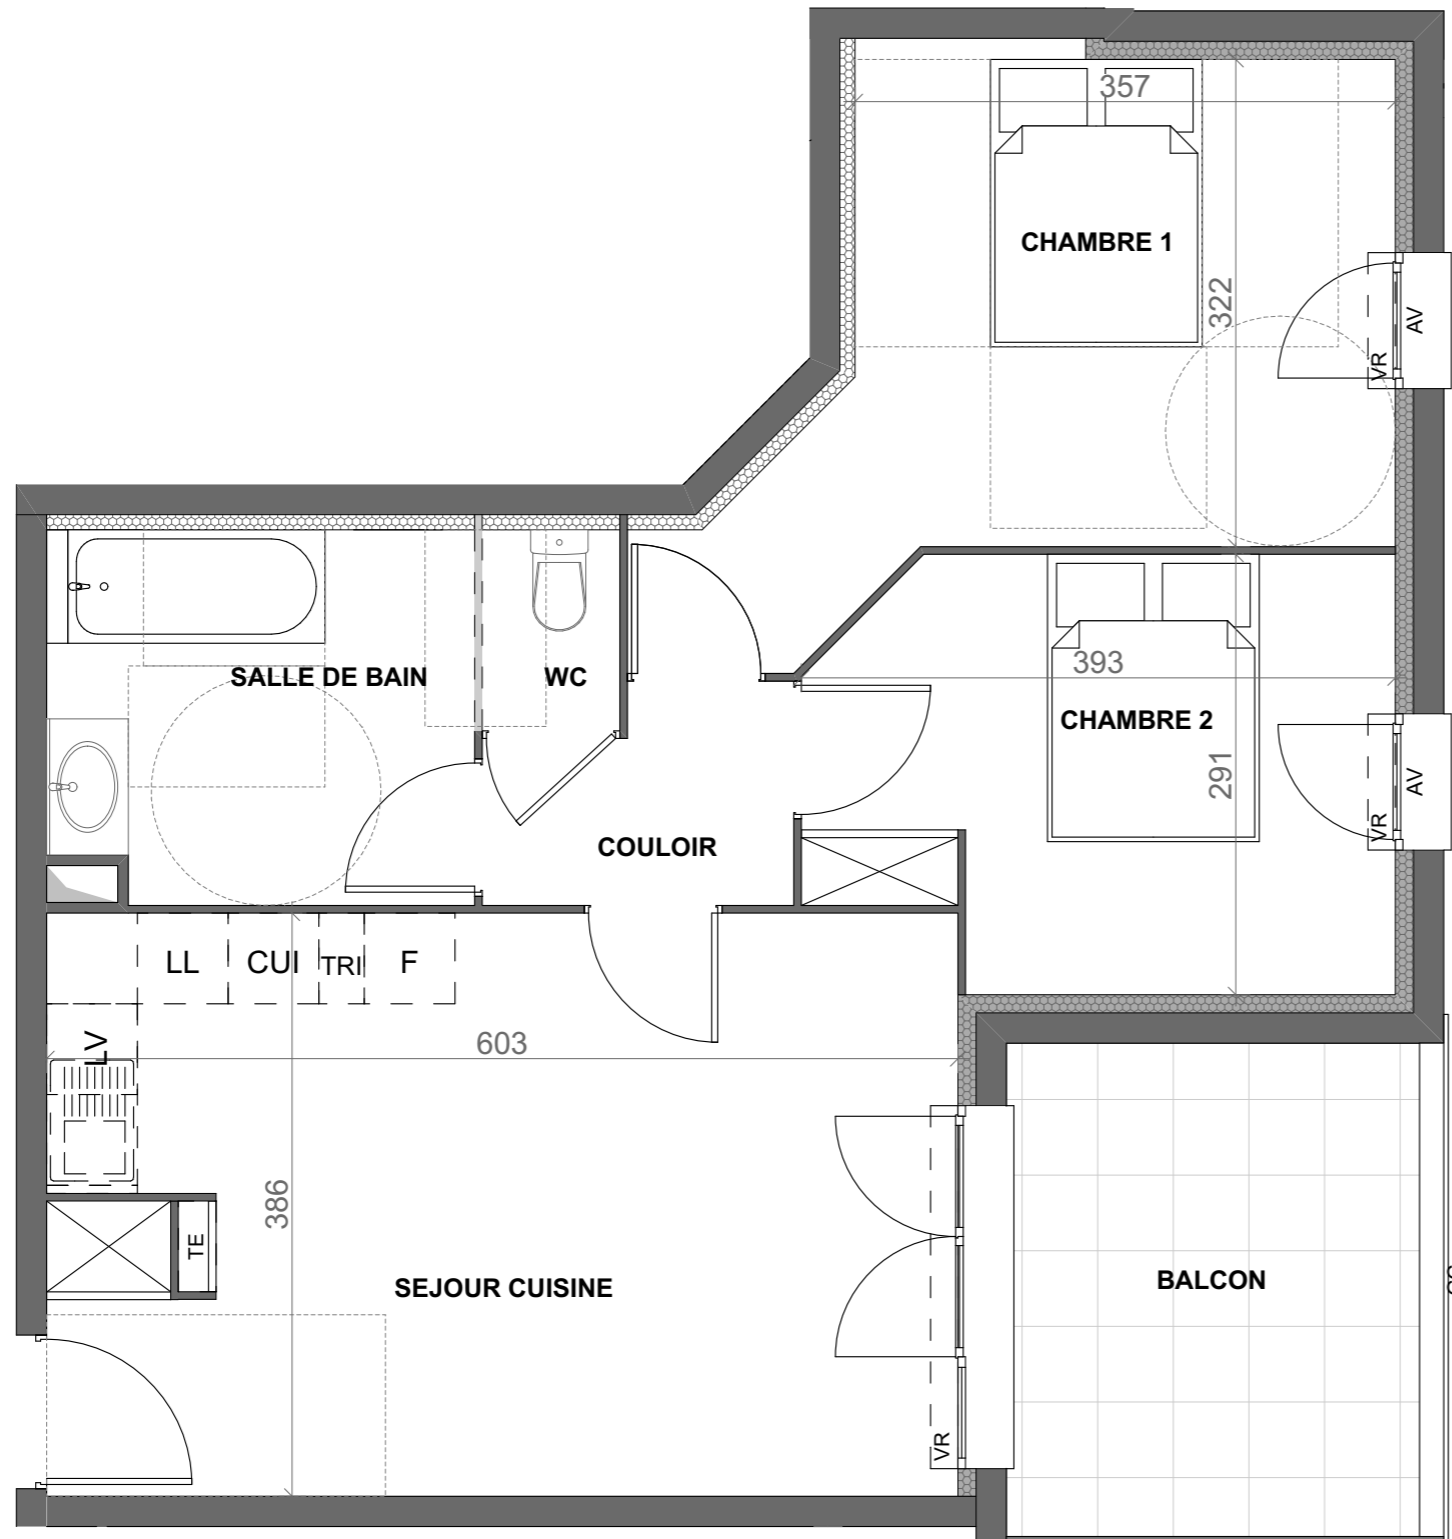 357
CHAMBRE 1
322
AV
VR
393
SALLE DE BAIN
WC
CHAMBRE 2
291
AV
VR
COULOIR
LL
CUI
TRI
F
LV
603
386
TE
SEJOUR CUISINE
BALCON
VR